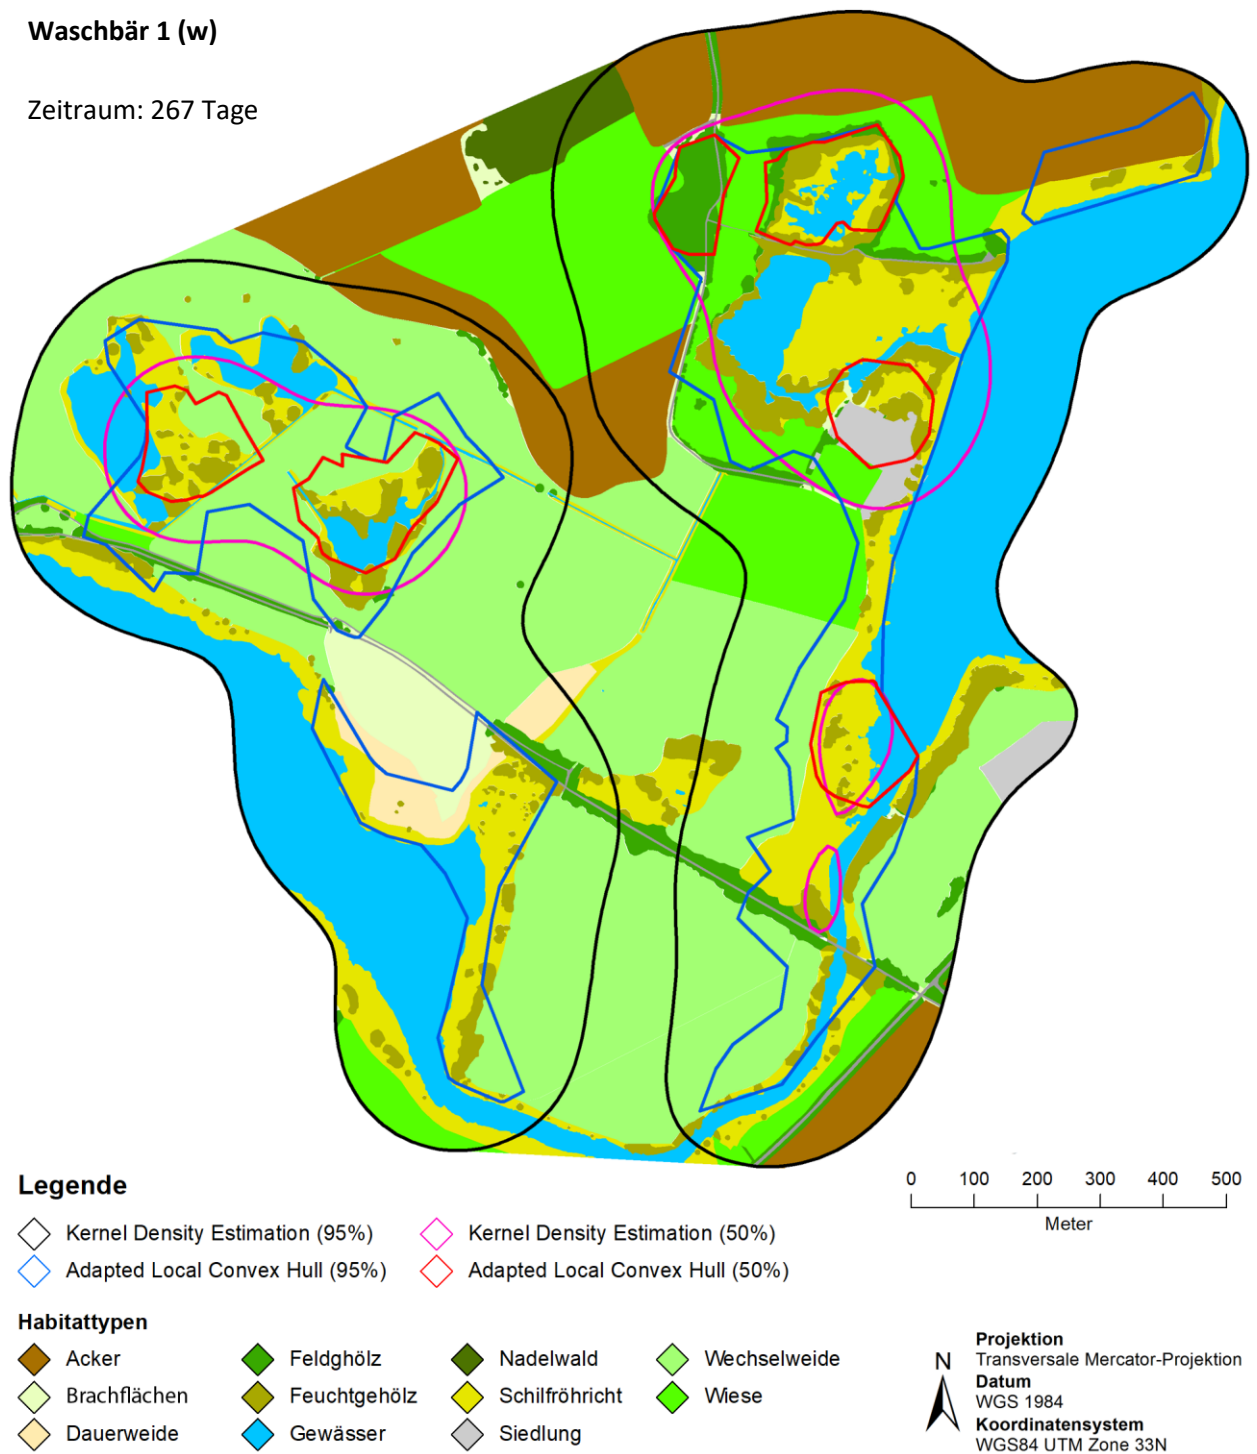 Waschbär 1 (w)
Zeitraum: 267 Tage
0 100 200 300 400 500
Meter
Legende
Kernel Density Estimation (95%)
Kernel Density Estimation (50%)
Adapted Local Convex Hull (95%)
Adapted Local Convex Hull (50%)
Habitattypen
Acker
Feldghölz
Nadelwald
Wechselweide
Brachflächen
Feuchtgehölz
Schilfröhricht
Wiese
Dauerweide
Gewässer
Siedlung
N
Projektion
Transversale Mercator-Projektion
Datum
WGS 1984
Koordinatensystem
WGS84 UTM Zone 33N